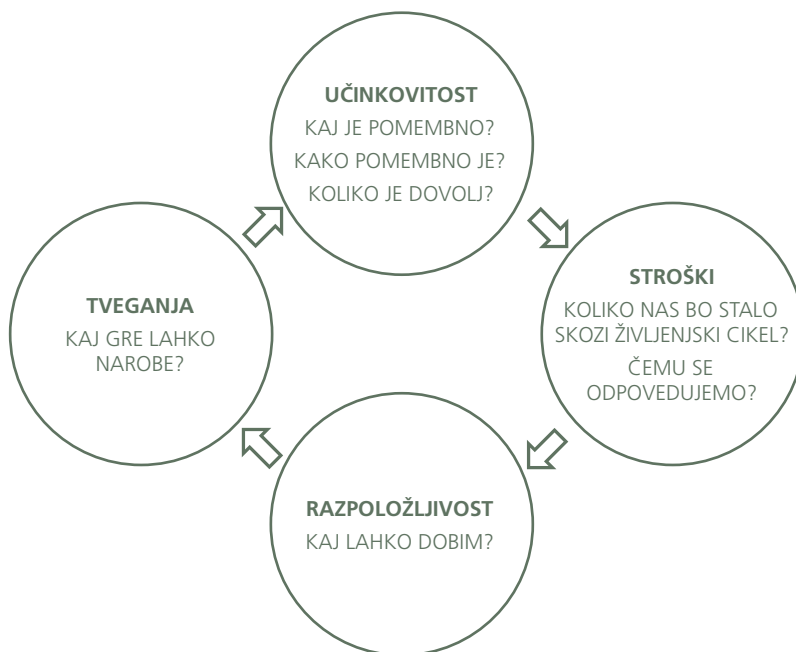 UČINKOVITOST
KAJ JE POMEMBNO?
KAKO POMEMBNO JE?
KOLIKO JE DOVOLJ?
STROŠKI
KOLIKO NAS BO STALO
SKOZI ŽIVLJENJSKI CIKEL?
ČEMU SE
ODPOVEDUJEMO?
RAZPOLOŽLJIVOST
KAJ LAHKO DOBIM?
TVEGANJA
KAJ GRE LAHKO
NAROBE?